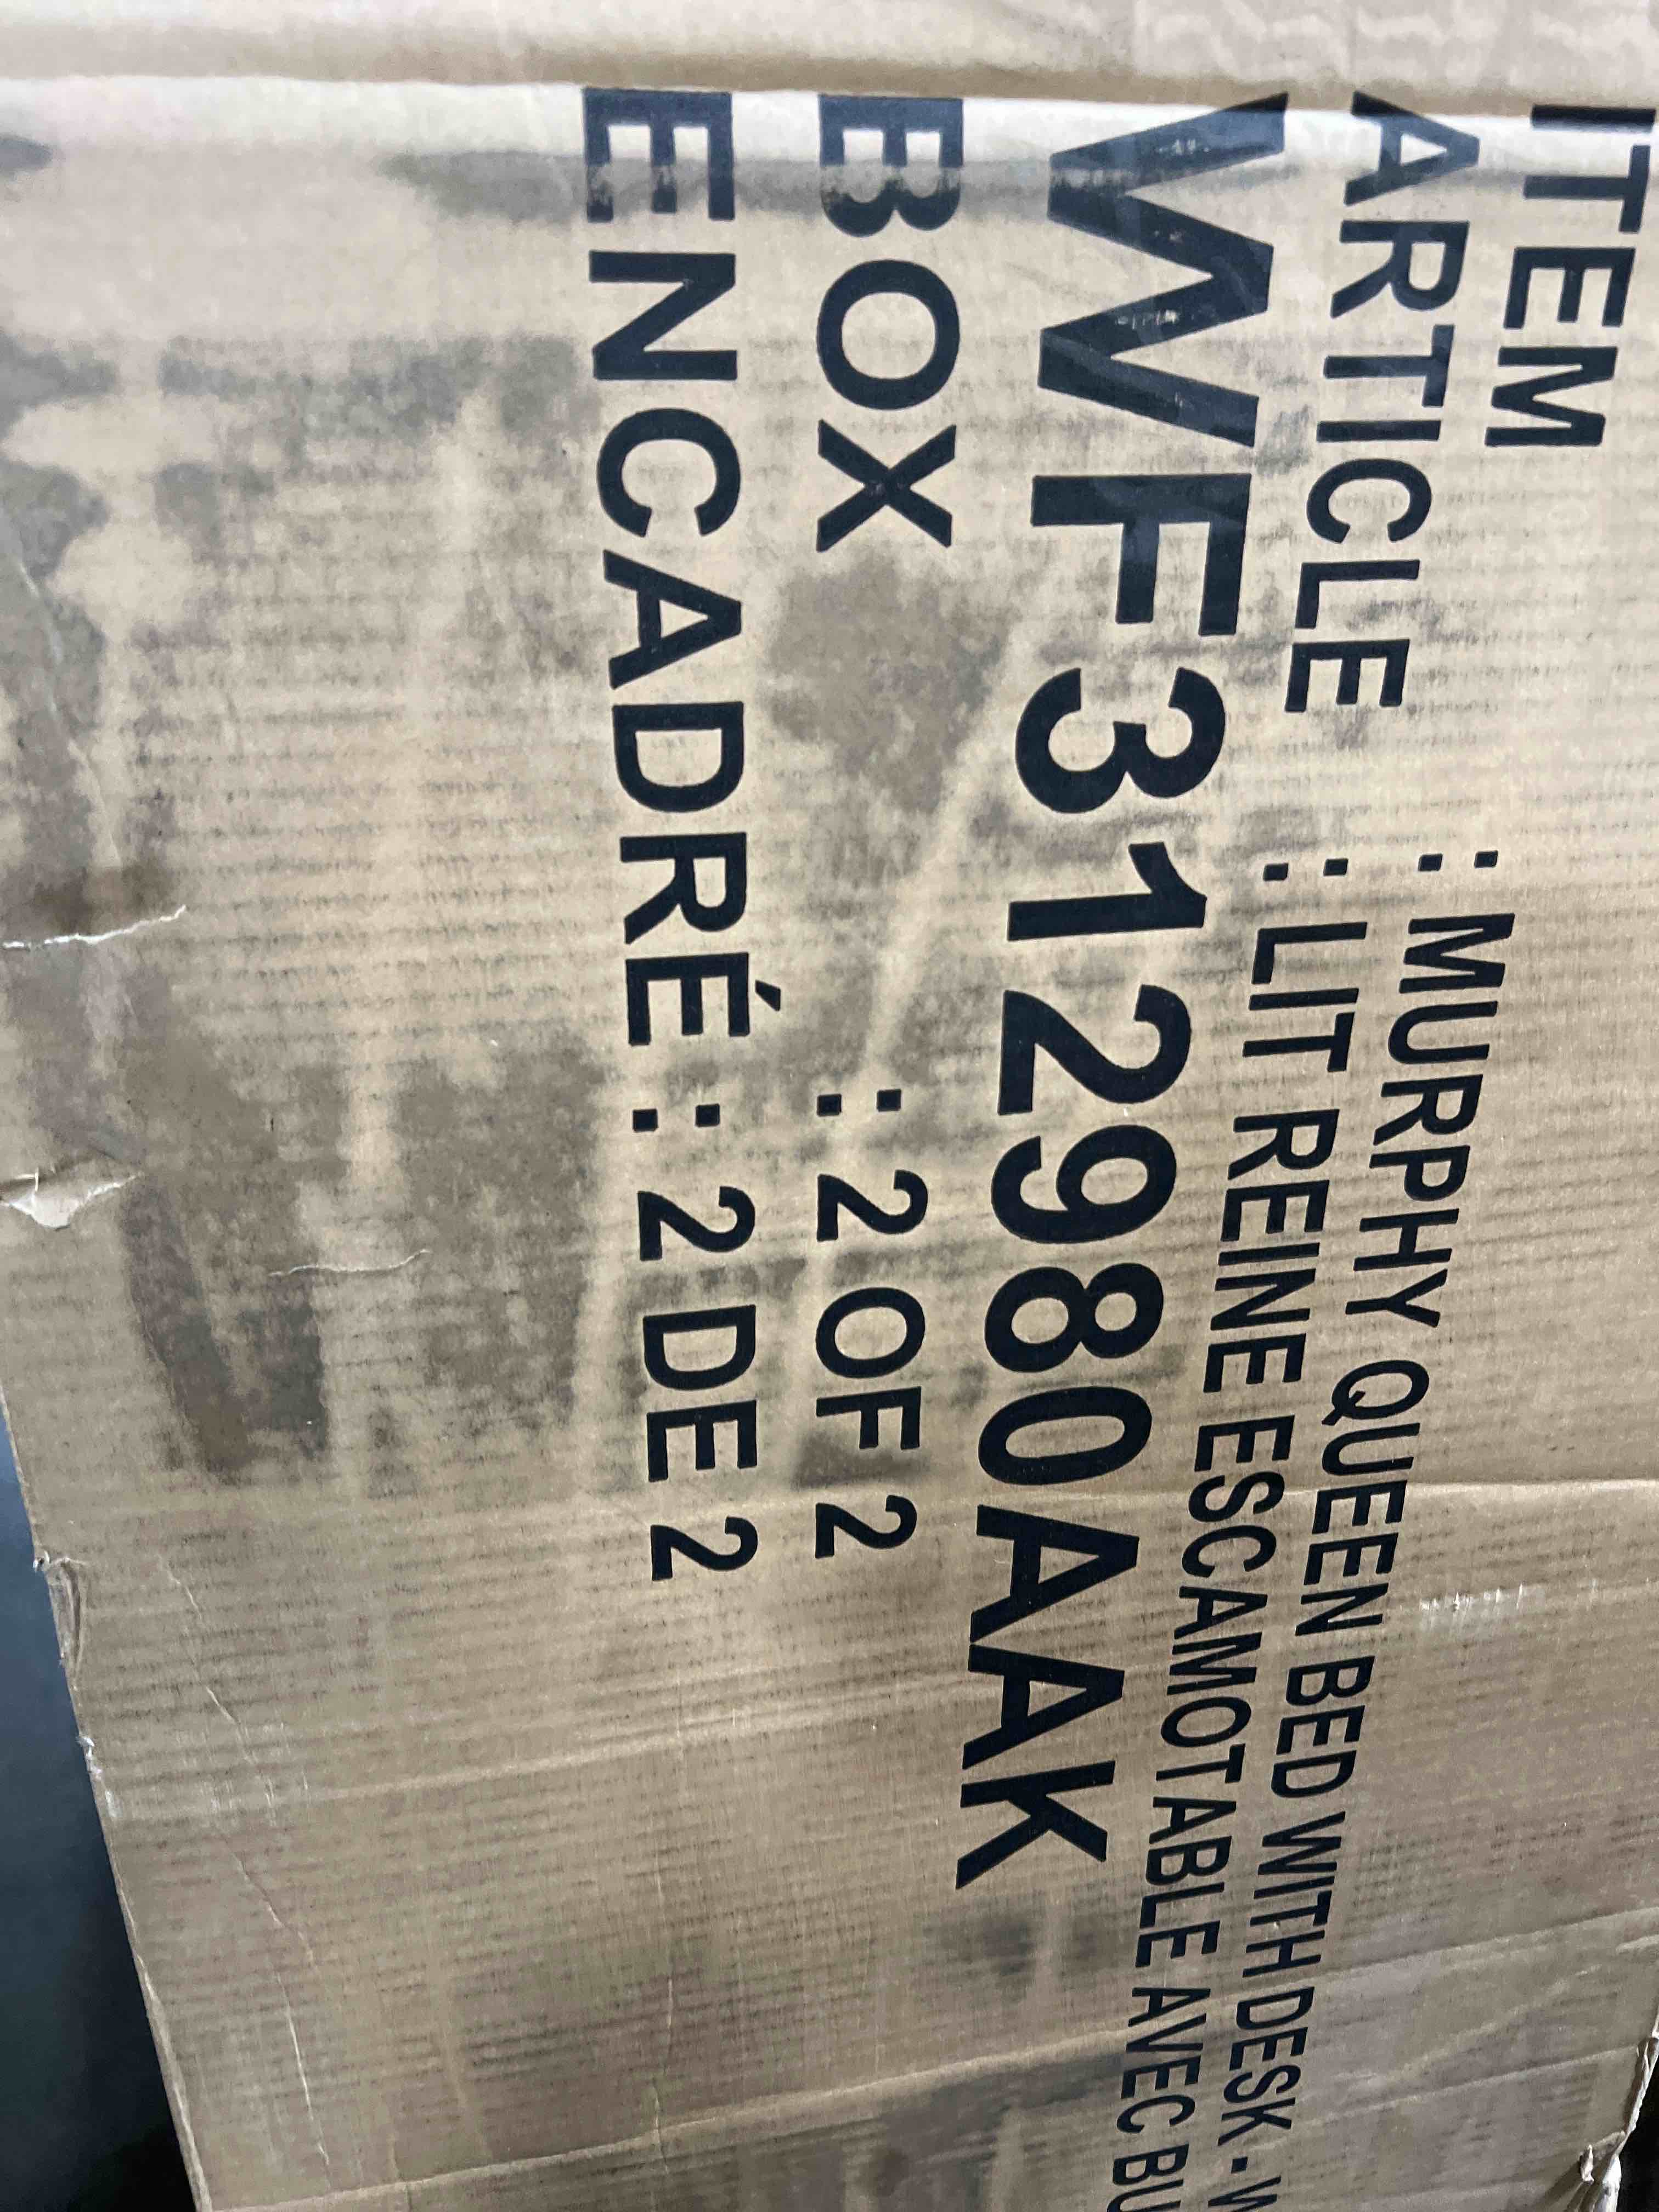 ITEM : MURPHY QUEEN BED WITH DESK - W
ARTICLE : LIT REINE ESCAMOTABLE AVEC BU
WF312980AAK
BOX : 2 OF 2
ENCADRÉ : 2 DE 2